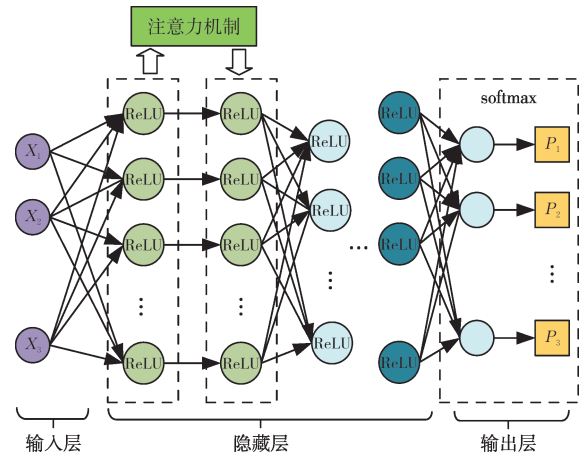 注意力机制
softmax
ReLU ReLU ReLU
X₁ ReLU P₁
ReLU ReLU ReLU
X₂ ReLU P₂
ReLU ReLU ... ReLU
⋮ ⋮ ⋮ ⋮
X₃ ReLU P₃
ReLU ReLU ReLU
输入层 隐藏层 输出层